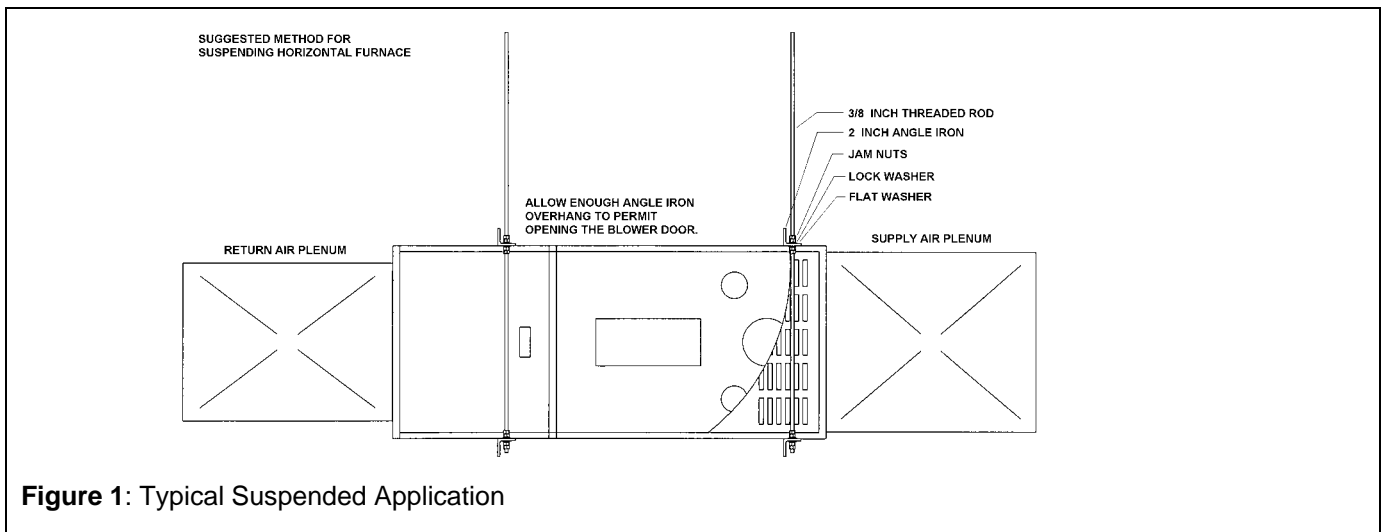 SUGGESTED METHOD FOR
SUSPENDING HORIZONTAL FURNACE
3/8 INCH THREADED ROD
2 INCH ANGLE IRON
JAM NUTS
LOCK WASHER
FLAT WASHER
ALLOW ENOUGH ANGLE IRON
OVERHANG TO PERMIT
OPENING THE BLOWER DOOR.
RETURN AIR PLENUM
SUPPLY AIR PLENUM
Figure 1: Typical Suspended Application